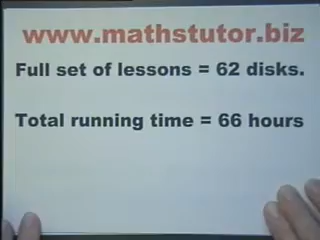 www.mathstutor.biz
Full set of lessons = 62 disks.
Total running time = 66 hours